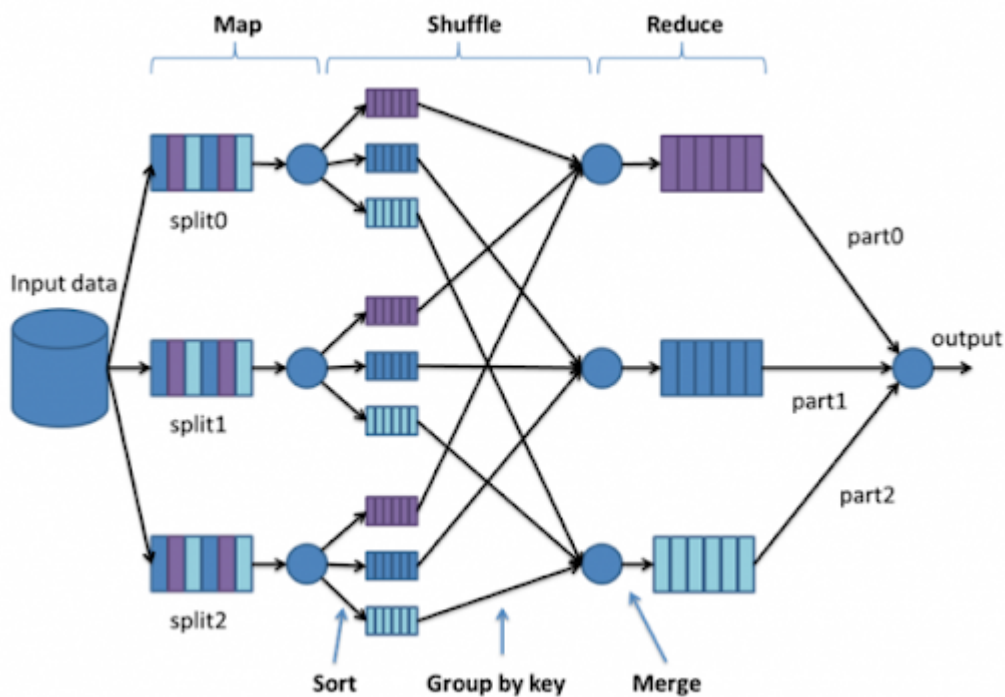 Map
Shuffle
Reduce
split0
part0
Input data
output
split1
part1
part2
split2
Sort
Group by key
Merge